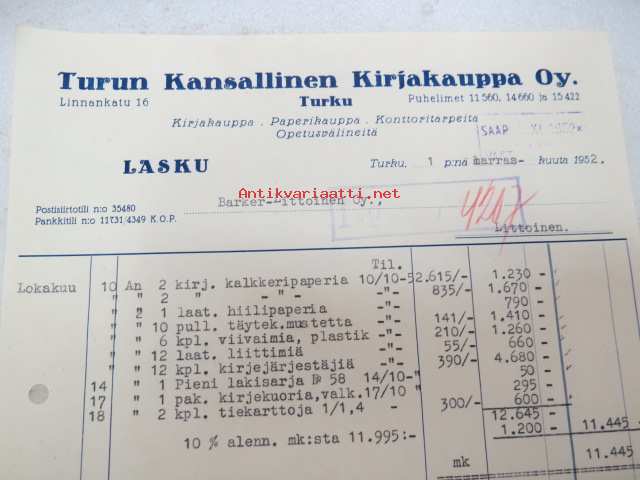 Turun Kansallinen Kirjakauppa Oy.
Linnankatu 16 Turku Puhelimet 11 560, 14 660 ja 15 422
Kirjakauppa . Paperikauppa . Konttoritarpeita
Opetusvälineitä
SAAP
LASKU Turku, 1 p:nä marras- kuuta 1952.
Antikvariaatti.net
Postisiirtotili n:o 35480 Barker-Littoinen Oy.,
Pankkitili n:o 11731/4349 K.O.P.
Littoinen.
Til.
Lokakuu 10 An 2 kirj. kalkkeripaperia 10/10-52. 615/- 1.230 -
" " 2 " - " - -"- 835/- 1.670 -
" " 1 laat. hiilipaperia -"- 790 -
" " 10 pull. täytek.mustetta -"- 141/- 1.410 -
" " 6 kpl. viivaimia, plastik -"- 210/- 1.260 -
" " 12 laat. liittimiä -"- 55/- 660 -
" " 12 kpl. kirjejärjestäjiä -"- 390/- 4.680 -
14 " 1 Pieni lakisarja № 58 14/10-" 50 -
17 " 1 pak. kirjekuoria,valk.17/10 " 295 -
18 " 2 kpl. tiekarttoja 1/1,4 - 300/- 600 -
12.645 -
10 % alenn. mk:sta 11.995:- 1.200 - 11.445 -
mk 11.445